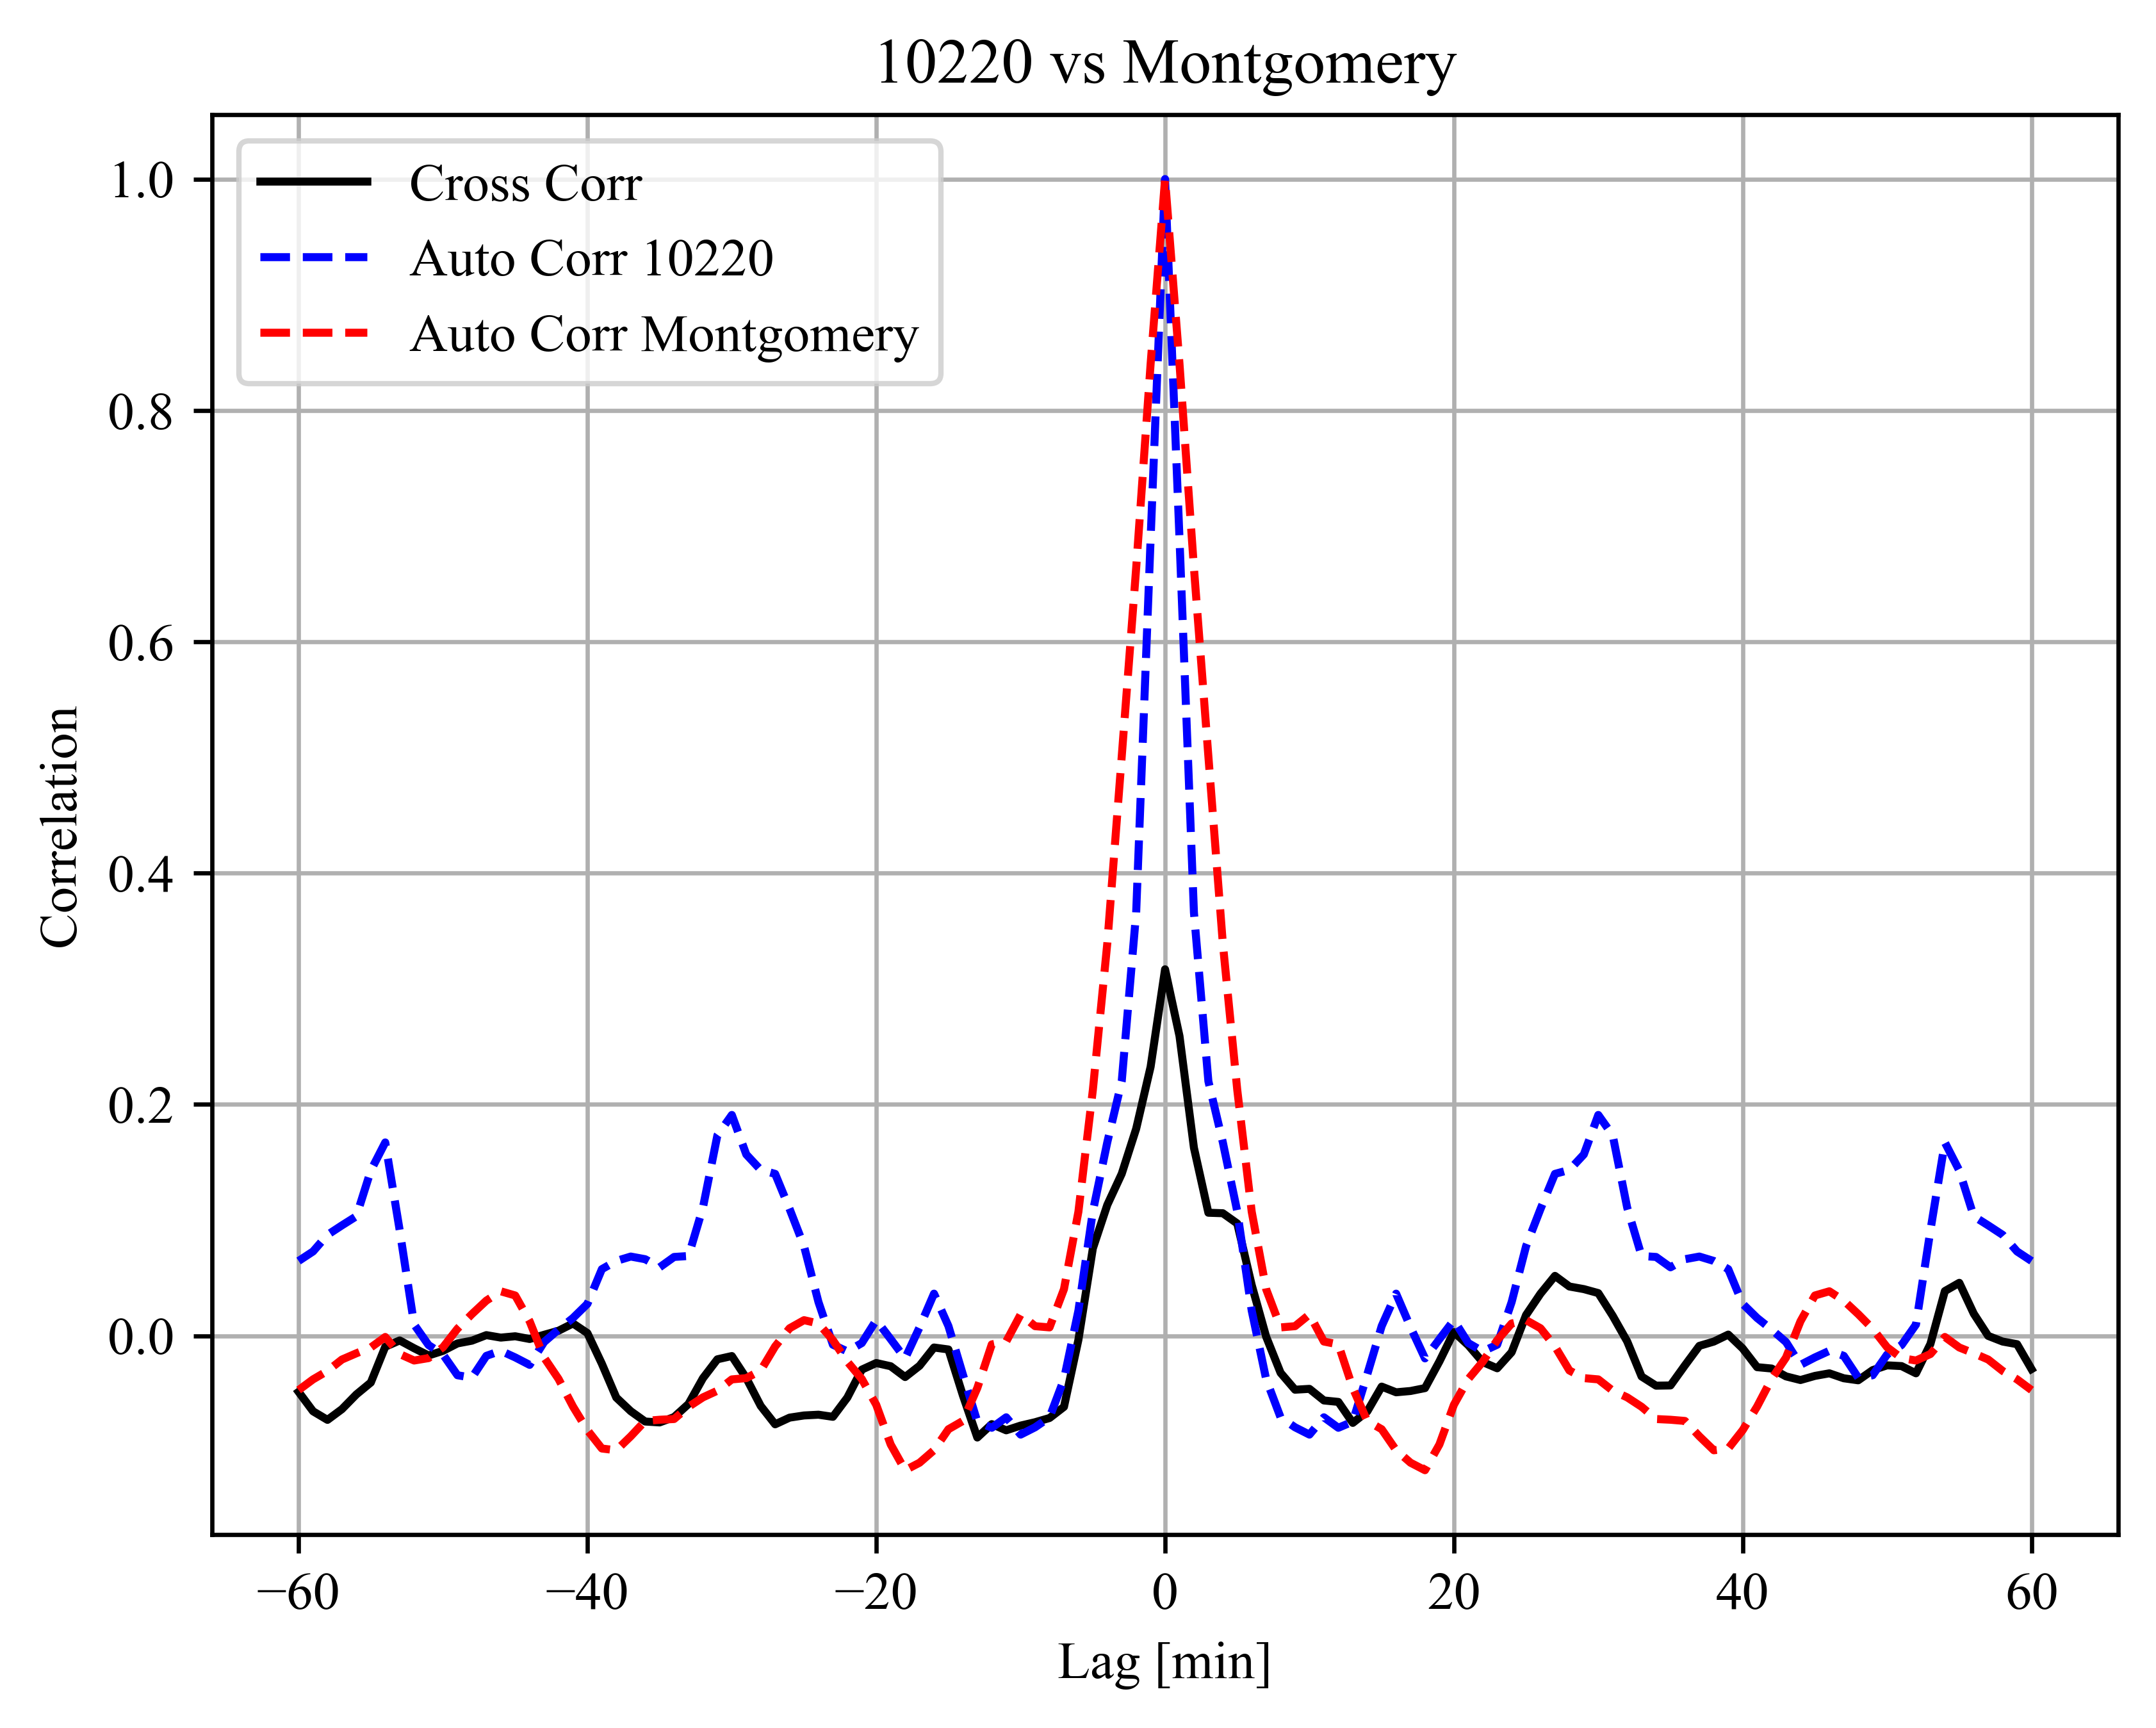 10220 vs Montgomery
Cross Corr
Auto Corr 10220
Auto Corr Montgomery
1.0
0.8
0.6
0.4
0.2
0.0
Correlation
−60 −40 −20 0 20 40 60
Lag [min]